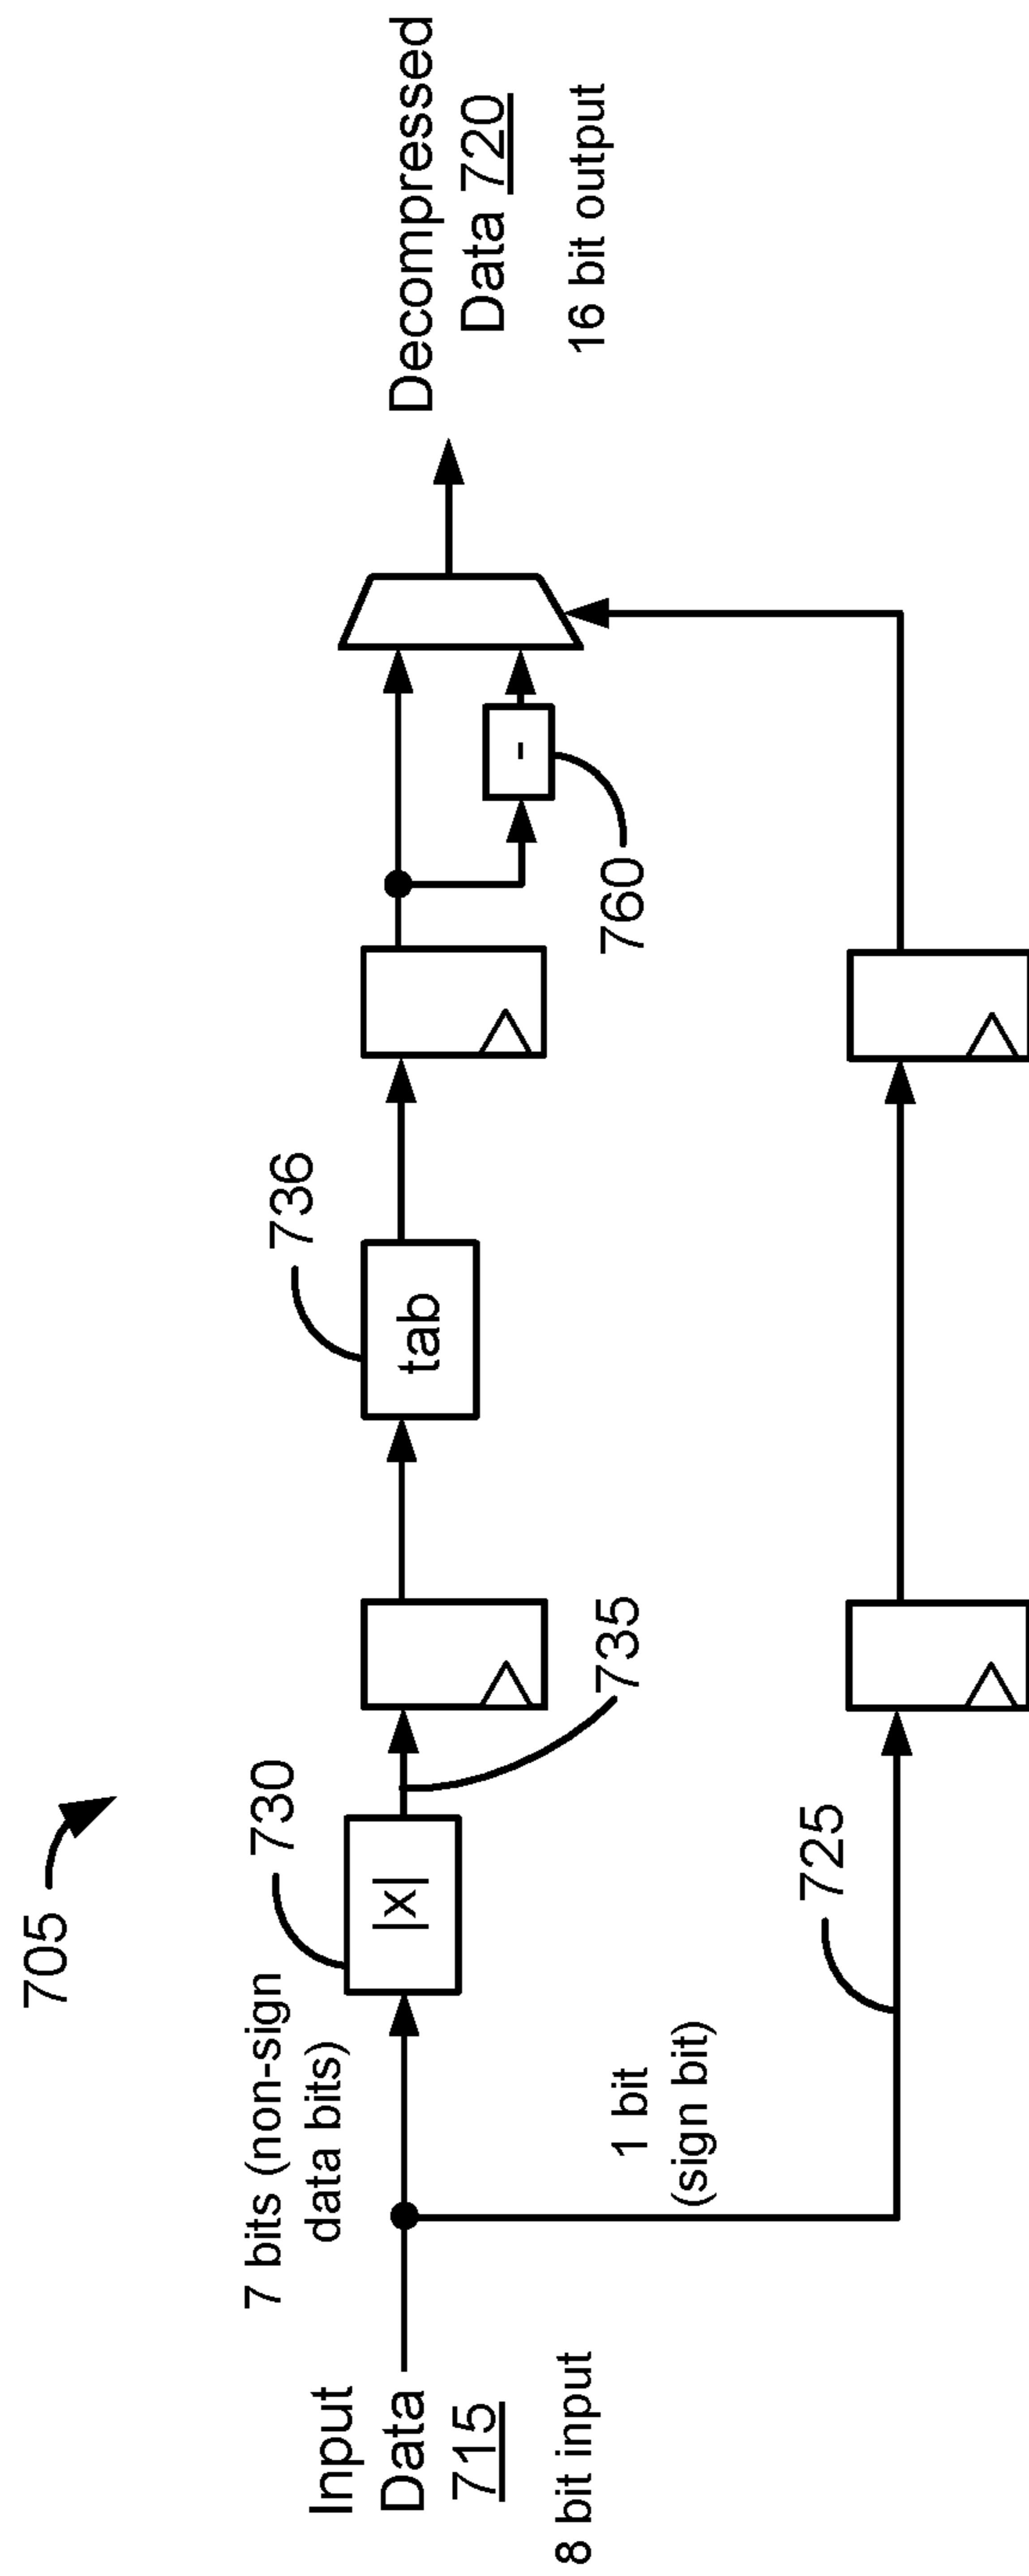 705
Input
Data
715
8 bit input
7 bits (non-sign
data bits)
1 bit
(sign bit)
730
|x|
735
725
736
tab
760
-
Decompressed
Data 720
16 bit output